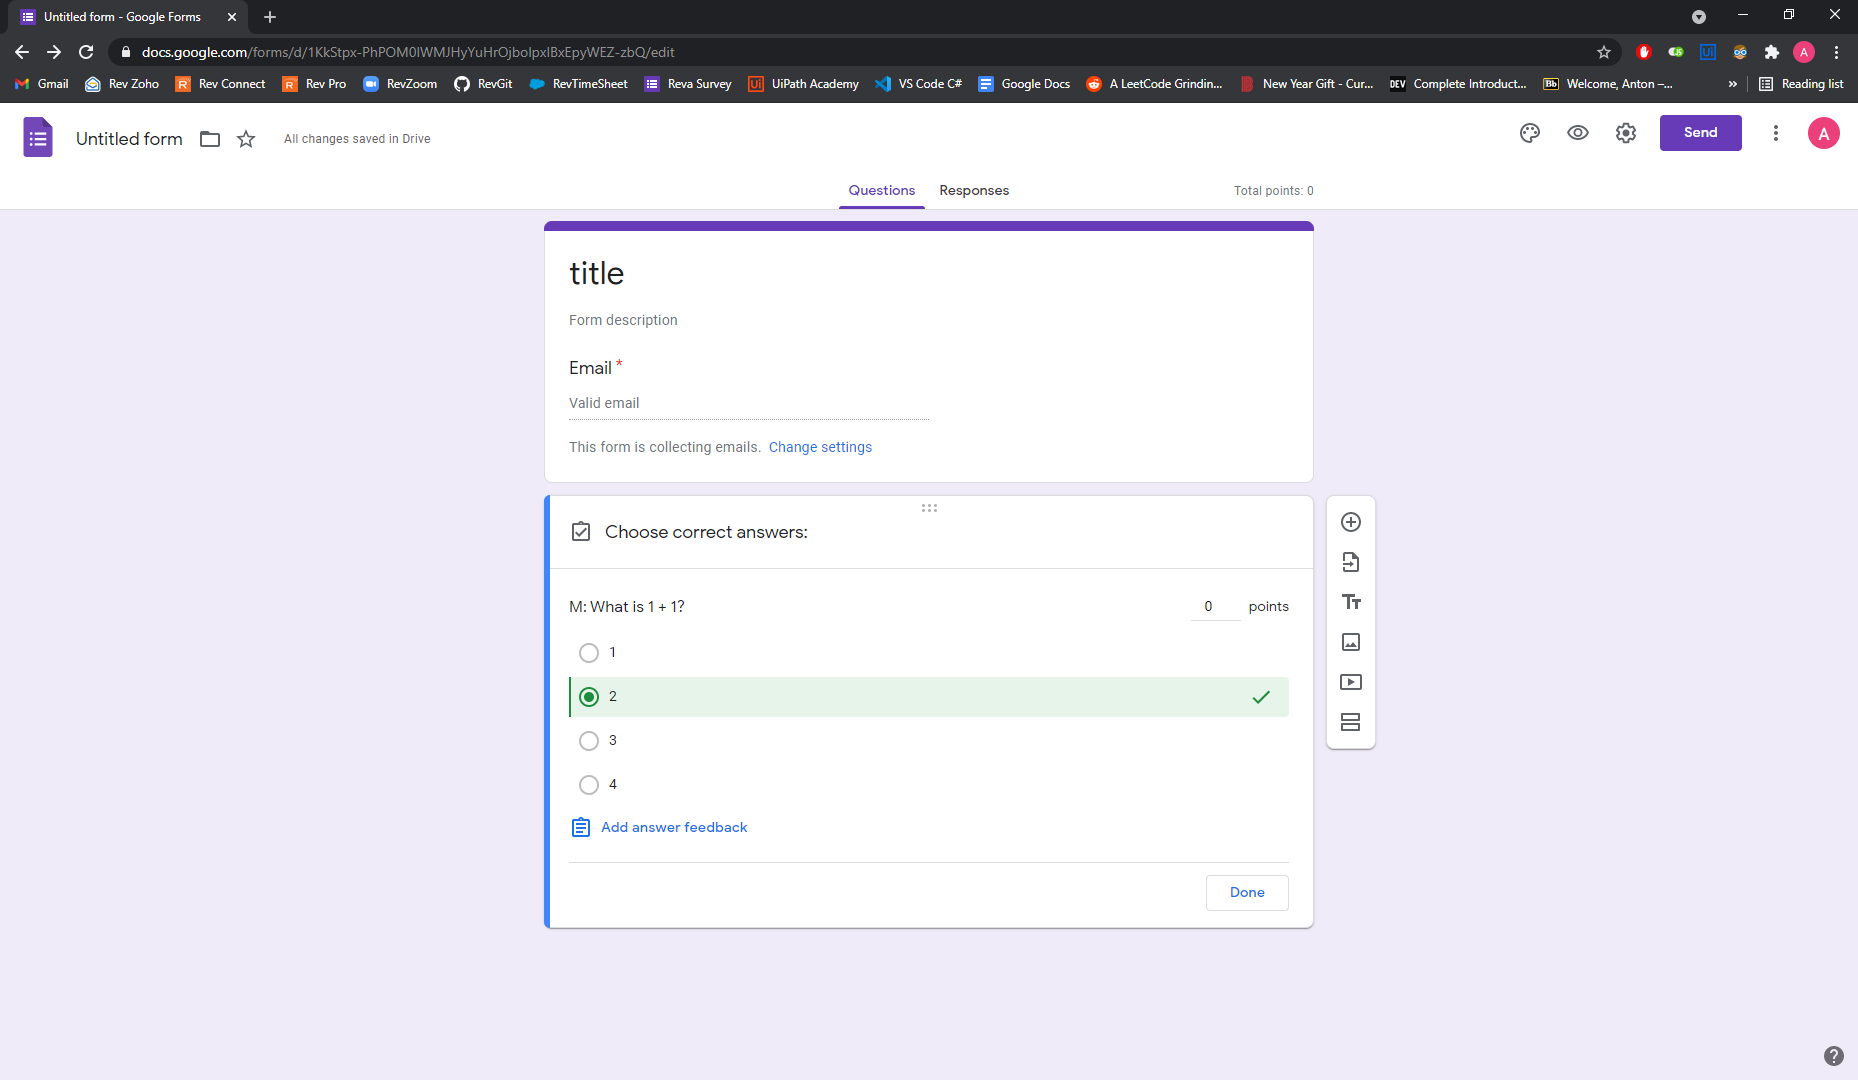 Untitled form - Google Forms
docs.google.com/forms/d/1KkStpx-PhPOM0lWMJHyYuHrOjbolpxlBxEpyWEZ-zbQ/edit
Gmail Rev Zoho Rev Connect Rev Pro RevZoom RevGit RevTimeSheet Reva Survey UiPath Academy VS Code C# Google Docs A LeetCode Grindin... New Year Gift - Cur... Complete Introduct... Welcome, Anton –... » Reading list
Untitled form All changes saved in Drive Send A
Questions Responses Total points: 0
title
Form description
Email *
Valid email
This form is collecting emails. Change settings
Choose correct answers:
M: What is 1 + 1? 0 points
1
2
3
4
Add answer feedback
Done